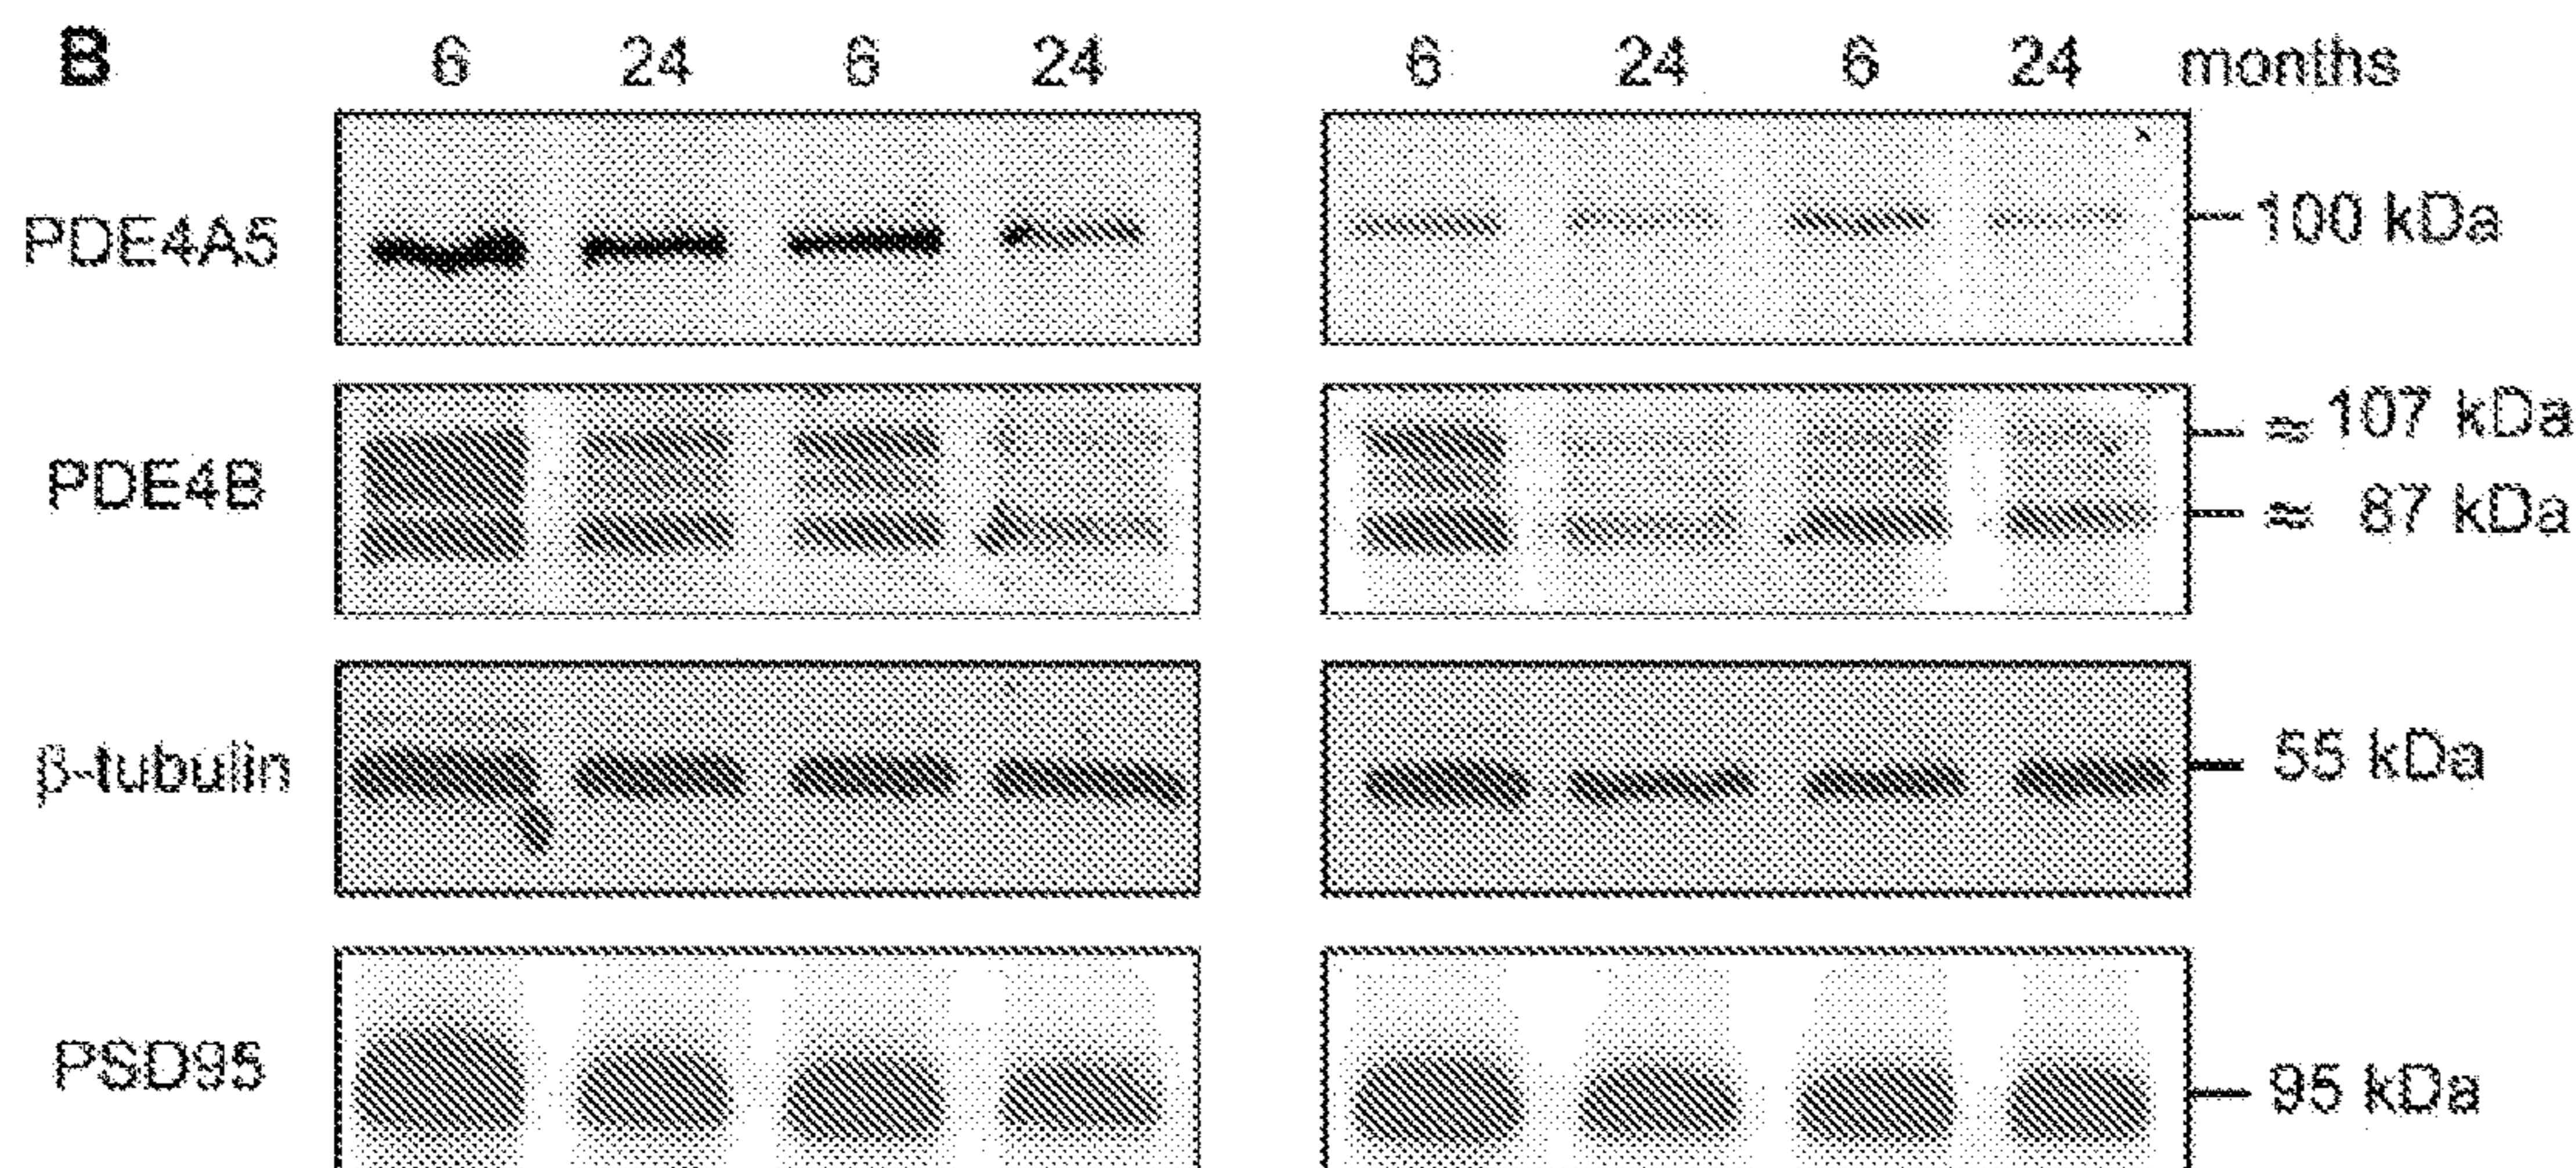 B 6 24 6 24 6 24 6 24 months
PDE4A5 100 kDa
≈ 107 kDa
PDE4B
≈ 87 kDa
β-tubulin 55 kDa
PSD95 95 kDa